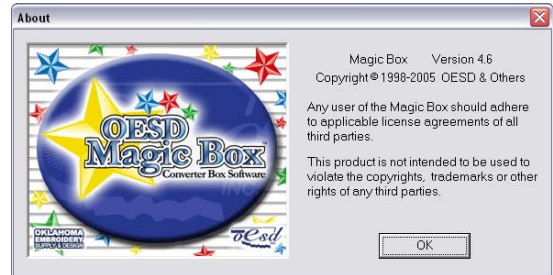 About
OESD
Magic Box
Converter Box Software
OKLAHOMA
EMBROIDERY
SUPPLY & DESIGN
oesd
Magic Box Version 4.6
Copyright © 1998-2005 OESD & Others
Any user of the Magic Box should adhere
to applicable license agreements of all
third parties.
This product is not intended to be used to
violate the copyrights, trademarks or other
rights of any third parties.
OK